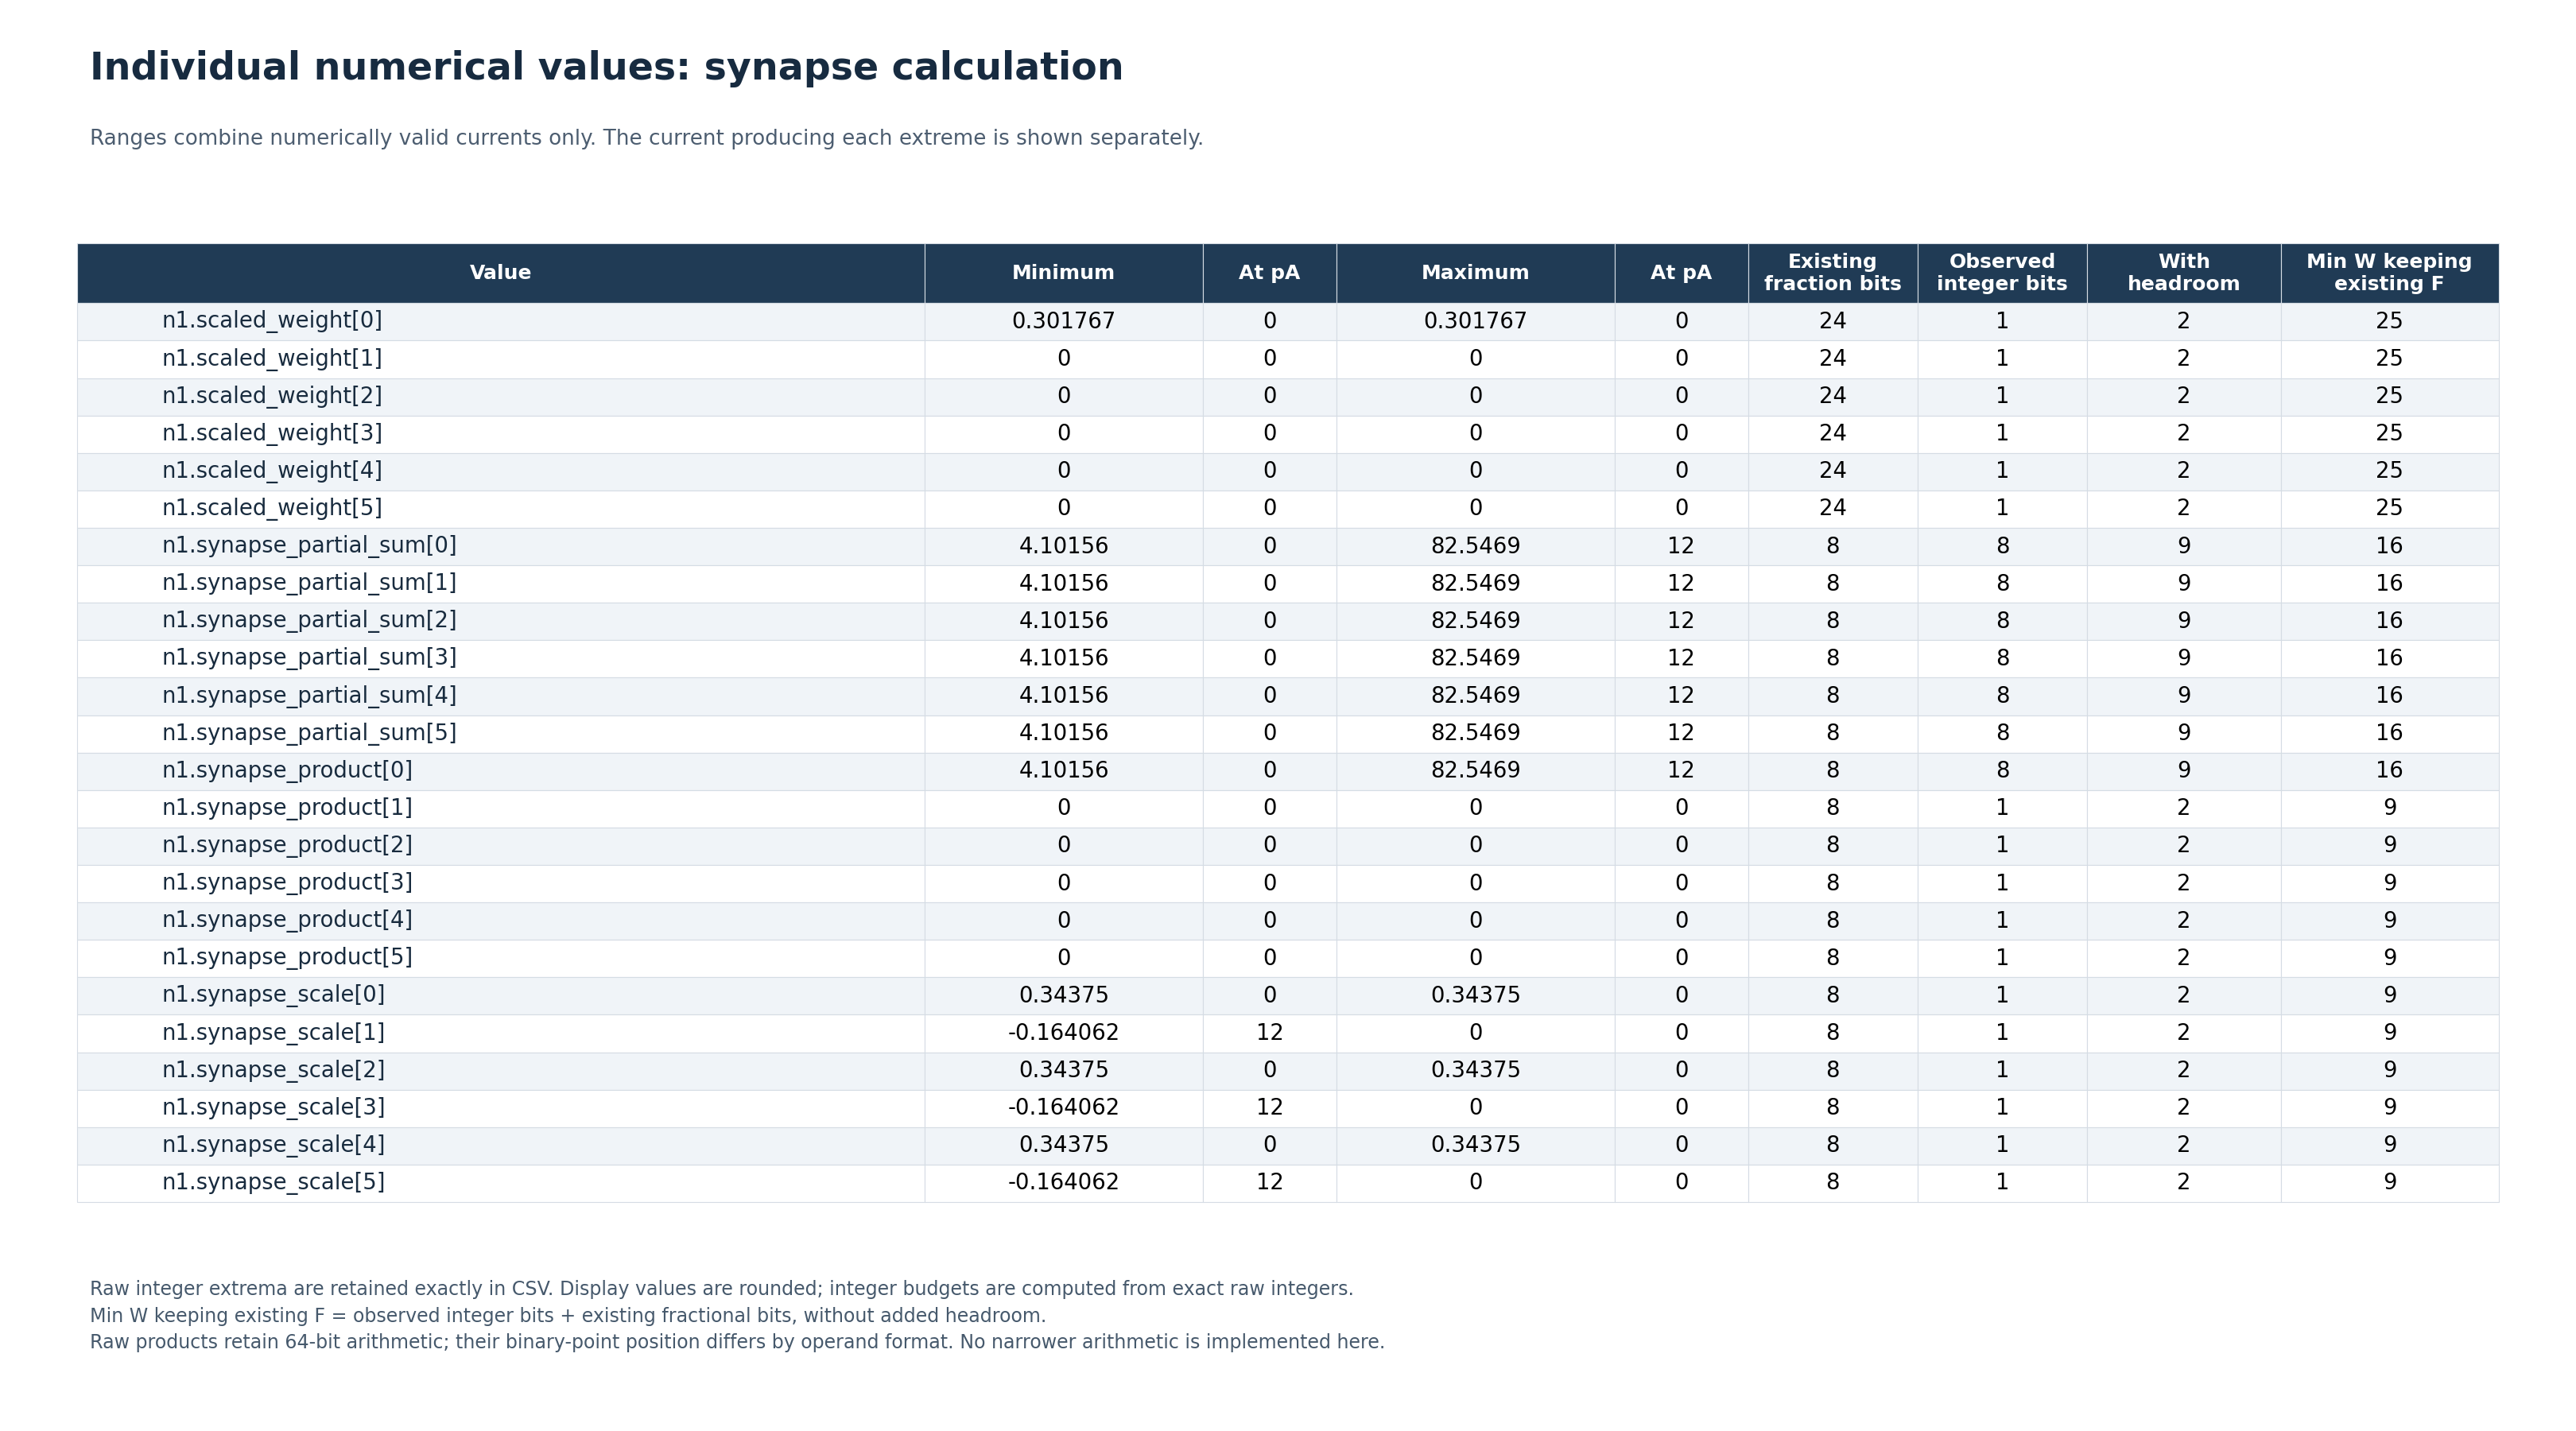 Individual numerical values: synapse calculation
Ranges combine numerically valid currents only. The current producing each extreme is shown separately.
Value Minimum At pA Maximum At pA Existing fraction bits Observed integer bits With headroom Min W keeping existing F
n1.scaled_weight[0] 0.301767 0 0.301767 0 24 1 2 25
n1.scaled_weight[1] 0 0 0 0 24 1 2 25
n1.scaled_weight[2] 0 0 0 0 24 1 2 25
n1.scaled_weight[3] 0 0 0 0 24 1 2 25
n1.scaled_weight[4] 0 0 0 0 24 1 2 25
n1.scaled_weight[5] 0 0 0 0 24 1 2 25
n1.synapse_partial_sum[0] 4.10156 0 82.5469 12 8 8 9 16
n1.synapse_partial_sum[1] 4.10156 0 82.5469 12 8 8 9 16
n1.synapse_partial_sum[2] 4.10156 0 82.5469 12 8 8 9 16
n1.synapse_partial_sum[3] 4.10156 0 82.5469 12 8 8 9 16
n1.synapse_partial_sum[4] 4.10156 0 82.5469 12 8 8 9 16
n1.synapse_partial_sum[5] 4.10156 0 82.5469 12 8 8 9 16
n1.synapse_product[0] 4.10156 0 82.5469 12 8 8 9 16
n1.synapse_product[1] 0 0 0 0 8 1 2 9
n1.synapse_product[2] 0 0 0 0 8 1 2 9
n1.synapse_product[3] 0 0 0 0 8 1 2 9
n1.synapse_product[4] 0 0 0 0 8 1 2 9
n1.synapse_product[5] 0 0 0 0 8 1 2 9
n1.synapse_scale[0] 0.34375 0 0.34375 0 8 1 2 9
n1.synapse_scale[1] -0.164062 12 0 0 8 1 2 9
n1.synapse_scale[2] 0.34375 0 0.34375 0 8 1 2 9
n1.synapse_scale[3] -0.164062 12 0 0 8 1 2 9
n1.synapse_scale[4] 0.34375 0 0.34375 0 8 1 2 9
n1.synapse_scale[5] -0.164062 12 0 0 8 1 2 9
Raw integer extrema are retained exactly in CSV. Display values are rounded; integer budgets are computed from exact raw integers.
Min W keeping existing F = observed integer bits + existing fractional bits, without added headroom.
Raw products retain 64-bit arithmetic; their binary-point position differs by operand format. No narrower arithmetic is implemented here.